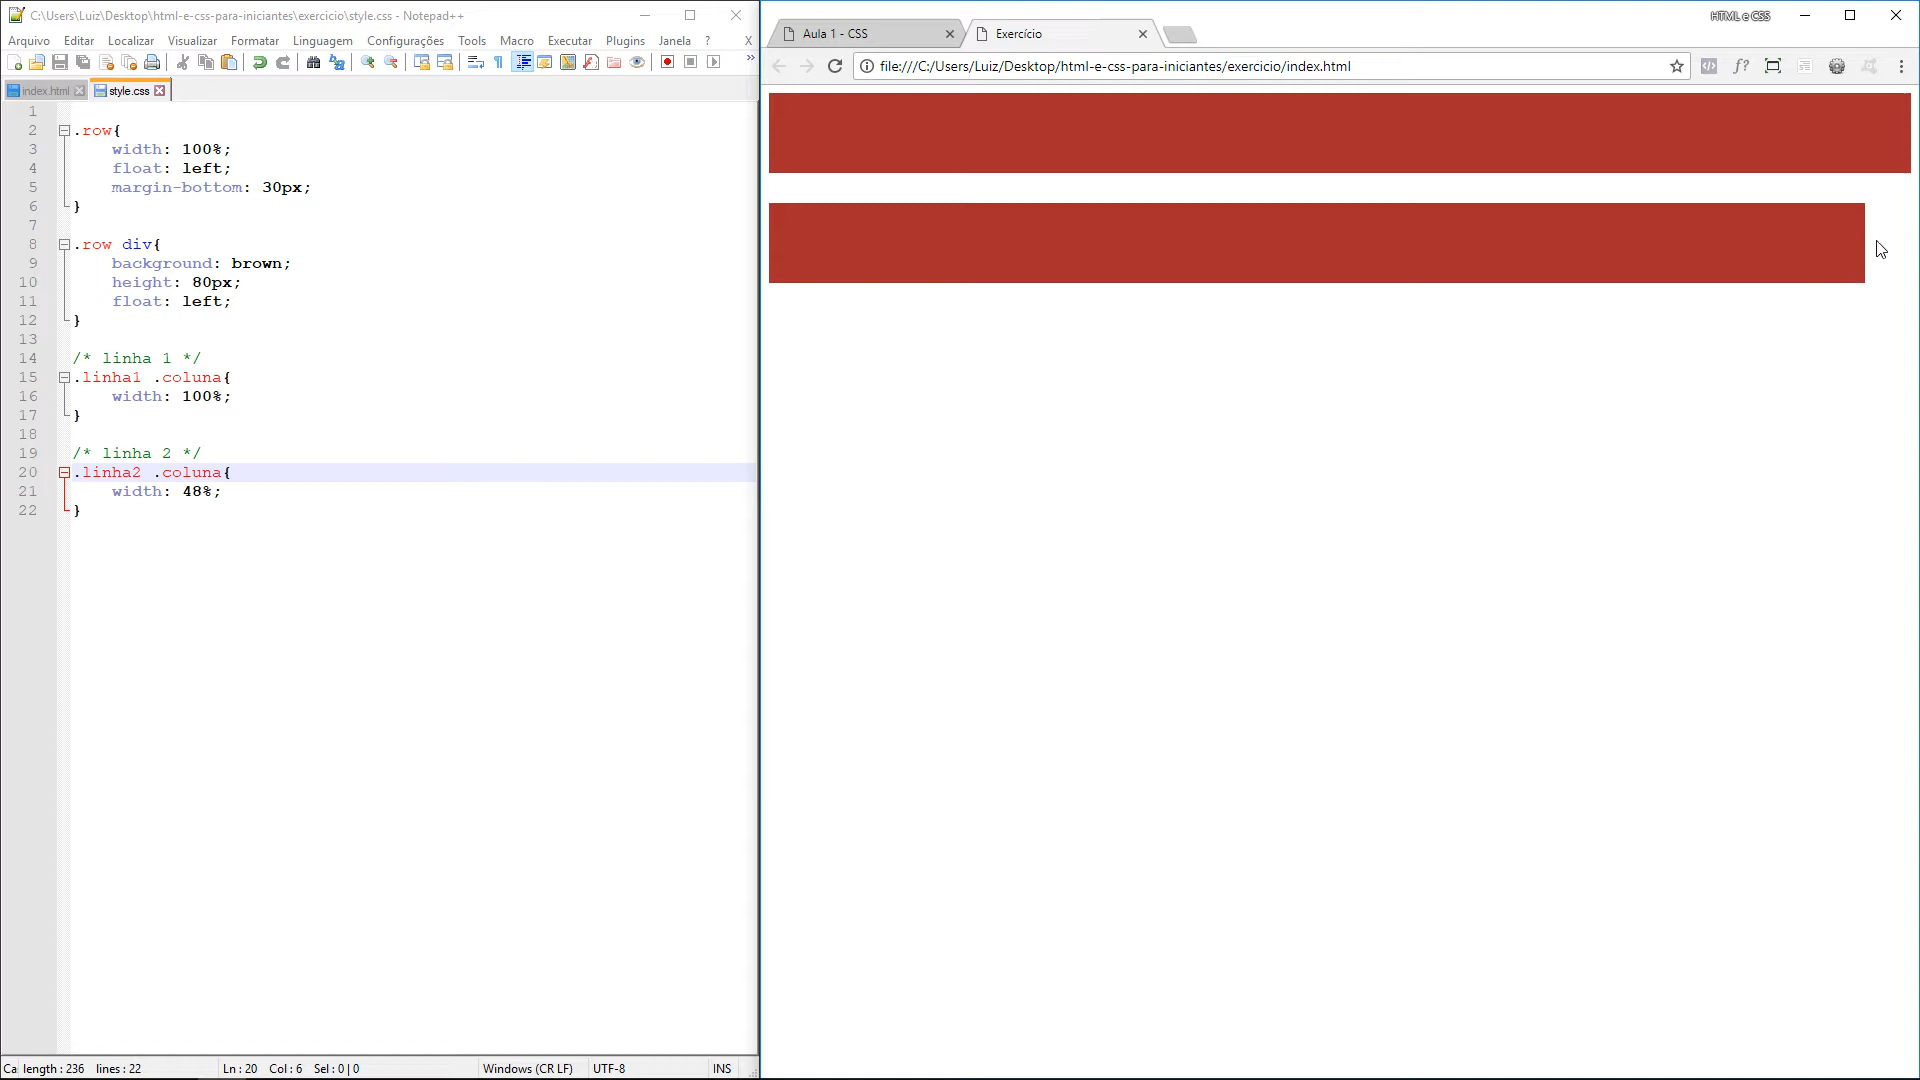 C:\Users\Luiz\Desktop\html-e-css-para-iniciantes\exercicio\style.css - Notepad++
Arquivo Editar Localizar Visualizar Formatar Linguagem Configurações Tools Macro Executar Plugins Janela ? X
index.html style.css
1
2 .row{
3 width: 100%;
4 float: left;
5 margin-bottom: 30px;
6 }
7
8 .row div{
9 background: brown;
10 height: 80px;
11 float: left;
12 }
13
14 /* linha 1 */
15 .linha1 .coluna{
16 width: 100%;
17 }
18
19 /* linha 2 */
20 .linha2 .coluna{
21 width: 48%;
22 }
Ca length : 236 lines : 22 Ln : 20 Col : 6 Sel : 0 | 0 Windows (CR LF) UTF-8 INS
HTML e CSS
Aula 1 - CSS Exercício
file:///C:/Users/Luiz/Desktop/html-e-css-para-iniciantes/exercicio/index.html